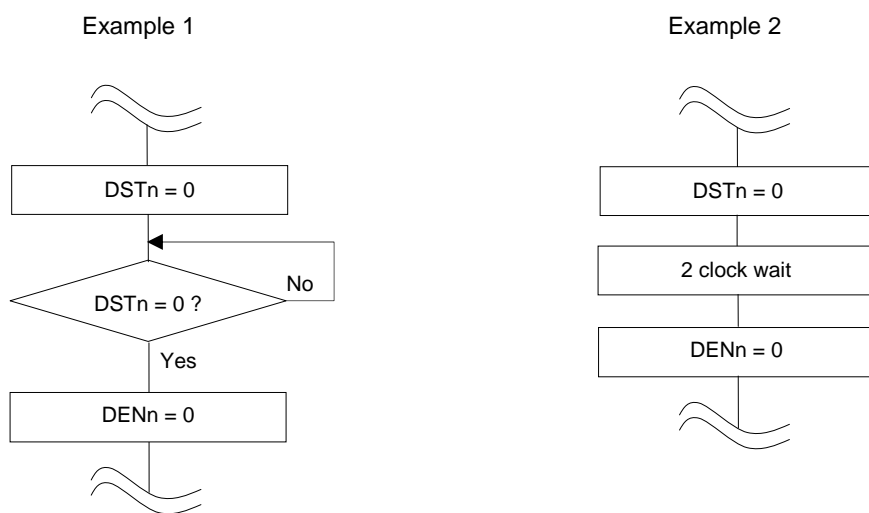 Example 1
DSTn = 0
DSTn = 0 ?
No
Yes
DENn = 0
Example 2
DSTn = 0
2 clock wait
DENn = 0